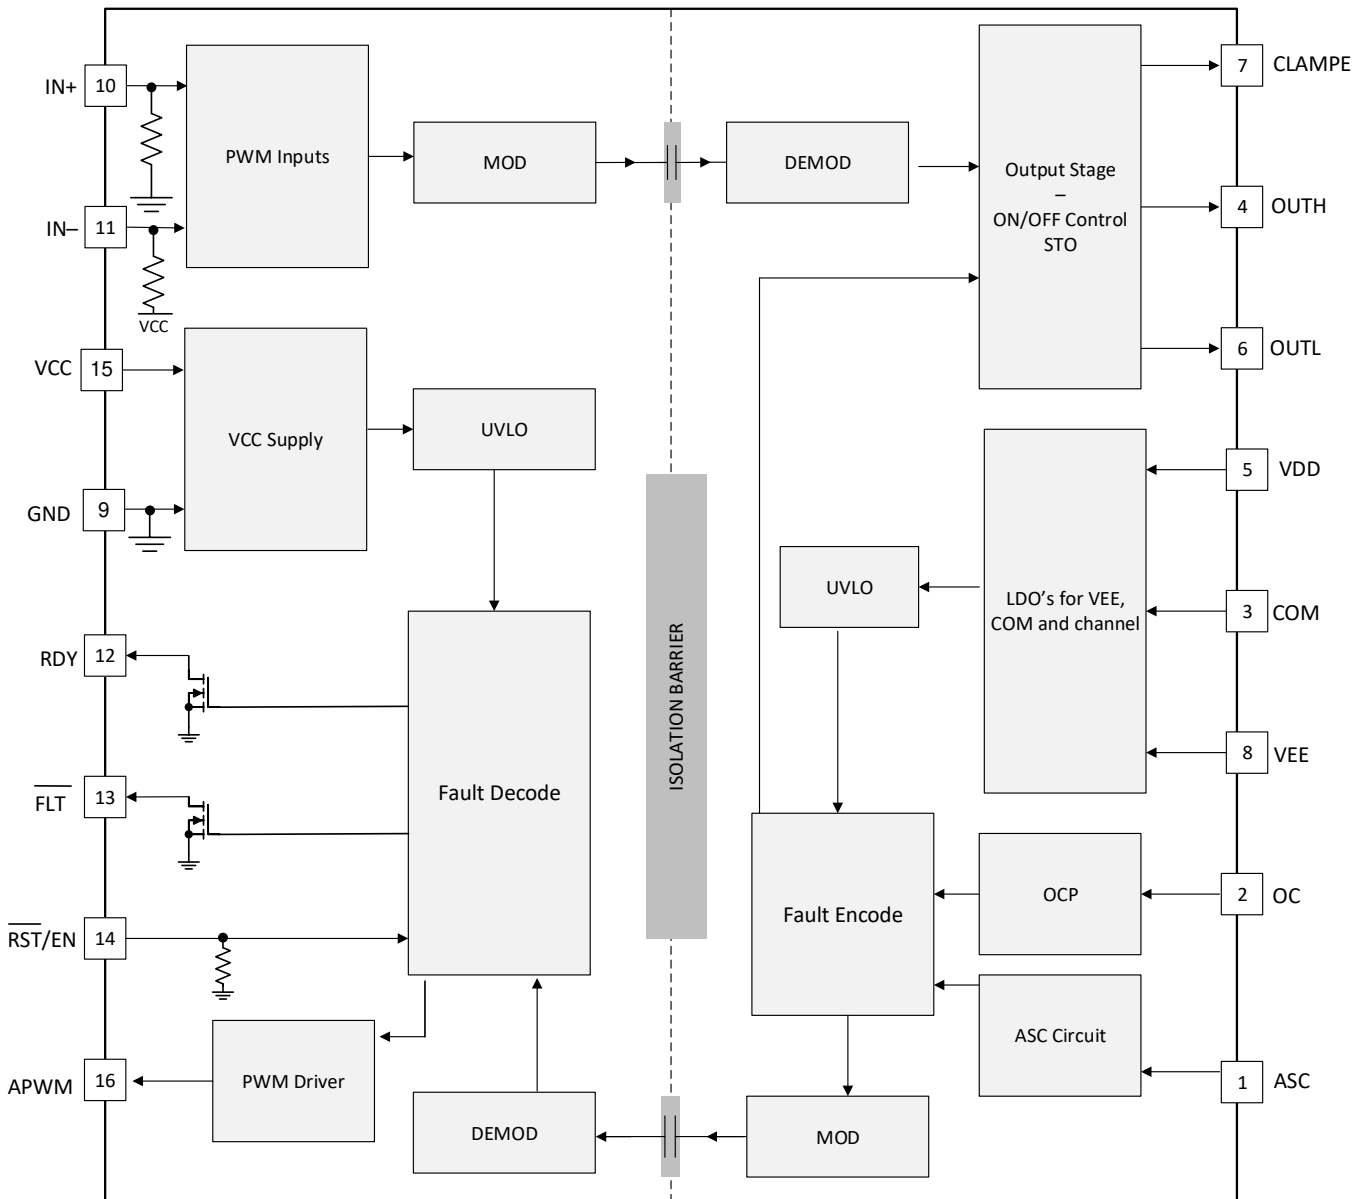 IN+
10
IN–
11
VCC
PWM Inputs
MOD
DEMOD
Output Stage
–
ON/OFF Control
STO
7
CLAMPE
4
OUTH
6
OUTL
VCC
15
GND
9
VCC Supply
UVLO
ISOLATION BARRIER
UVLO
LDO's for VEE,
COM and channel
5
VDD
3
COM
8
VEE
RDY
12
FLT
13
RST/EN
14
APWM
16
Fault Decode
PWM Driver
DEMOD
Fault Encode
OCP
2
OC
ASC Circuit
1
ASC
MOD